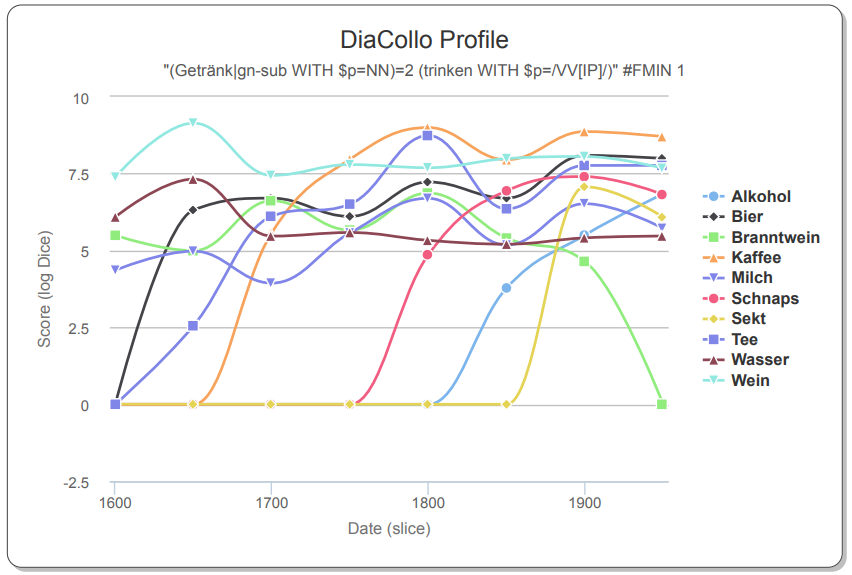 DiaCollo Profile
"(Getränk|gn-sub WITH $p=NN)=2 (trinken WITH $p=/VV[IP]/)" #FMIN 1
10
7.5
5
2.5
0
-2.5
Score (log Dice)
1600
1700
1800
1900
Date (slice)
Alkohol
Bier
Branntwein
Kaffee
Milch
Schnaps
Sekt
Tee
Wasser
Wein